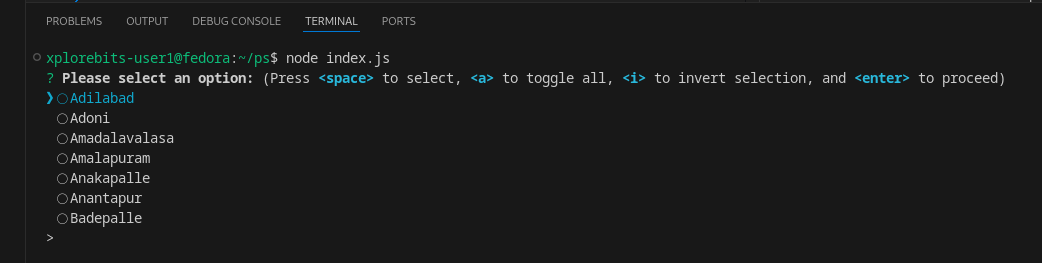 PROBLEMS OUTPUT DEBUG CONSOLE TERMINAL PORTS
xplorebits-user1@fedora:~/ps$ node index.js
? Please select an option: (Press <space> to select, <a> to toggle all, <i> to invert selection, and <enter> to proceed)
❯◯Adilabad
◯Adoni
◯Amadalavalasa
◯Amalapuram
◯Anakapalle
◯Anantapur
◯Badepalle
>